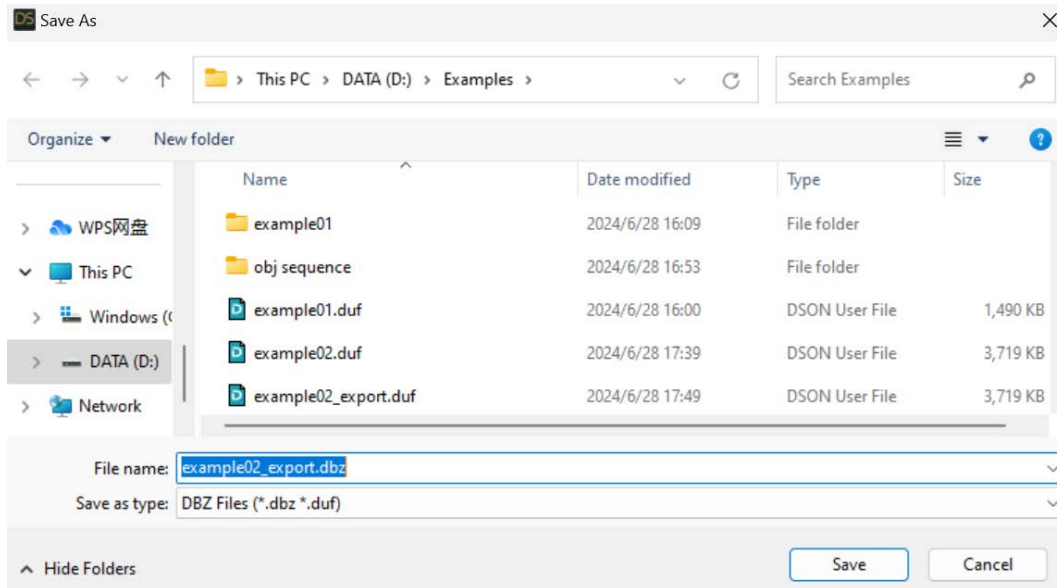 DS Save As
This PC > DATA (D:) > Examples >
Search Examples
Organize
New folder
?
Name Date modified Type Size
WPS网盘
This PC
Windows (C
DATA (D:)
Network
example01 2024/6/28 16:09 File folder
obj sequence 2024/6/28 16:53 File folder
example01.duf 2024/6/28 16:00 DSON User File 1,490 KB
example02.duf 2024/6/28 17:39 DSON User File 3,719 KB
example02_export.duf 2024/6/28 17:49 DSON User File 3,719 KB
File name: example02_export.dbz
Save as type: DBZ Files (*.dbz *.duf)
Hide Folders
Save
Cancel